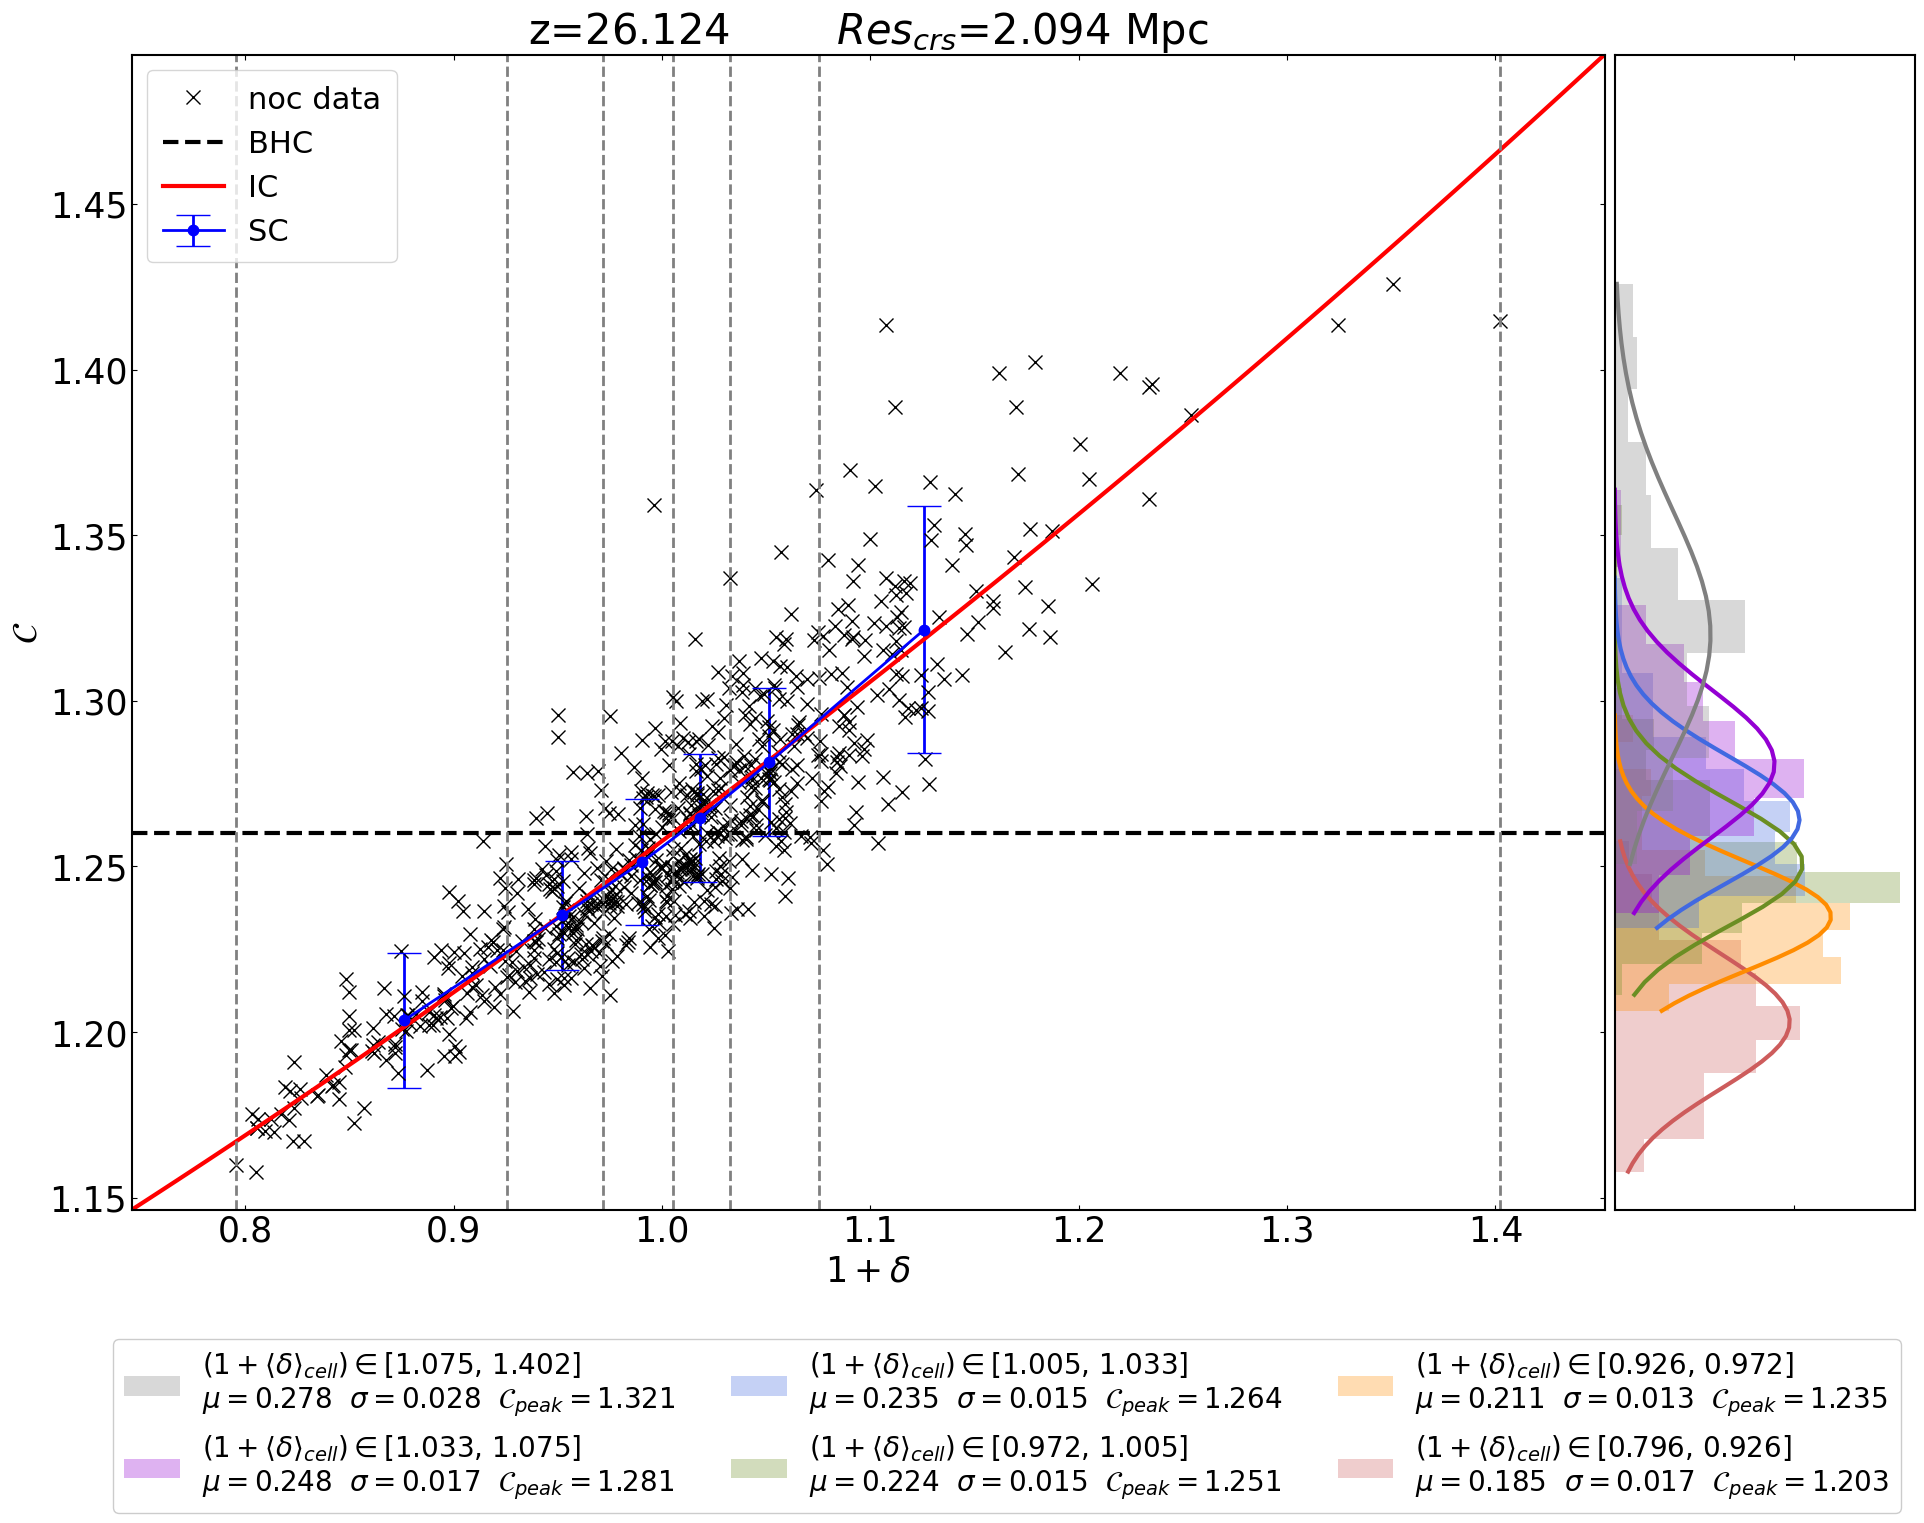 z=26.124 Res_crs=2.094 Mpc
noc data
BHC
IC
SC
𝒞
1.45
1.40
1.35
1.30
1.25
1.20
1.15
0.8 0.9 1.0 1.1 1.2 1.3 1.4
1 + δ
(1 + ⟨δ⟩_cell) ∈ [1.075, 1.402]
μ = 0.278 σ = 0.028 𝒞_peak = 1.321
(1 + ⟨δ⟩_cell) ∈ [1.033, 1.075]
μ = 0.248 σ = 0.017 𝒞_peak = 1.281
(1 + ⟨δ⟩_cell) ∈ [1.005, 1.033]
μ = 0.235 σ = 0.015 𝒞_peak = 1.264
(1 + ⟨δ⟩_cell) ∈ [0.972, 1.005]
μ = 0.224 σ = 0.015 𝒞_peak = 1.251
(1 + ⟨δ⟩_cell) ∈ [0.926, 0.972]
μ = 0.211 σ = 0.013 𝒞_peak = 1.235
(1 + ⟨δ⟩_cell) ∈ [0.796, 0.926]
μ = 0.185 σ = 0.017 𝒞_peak = 1.203